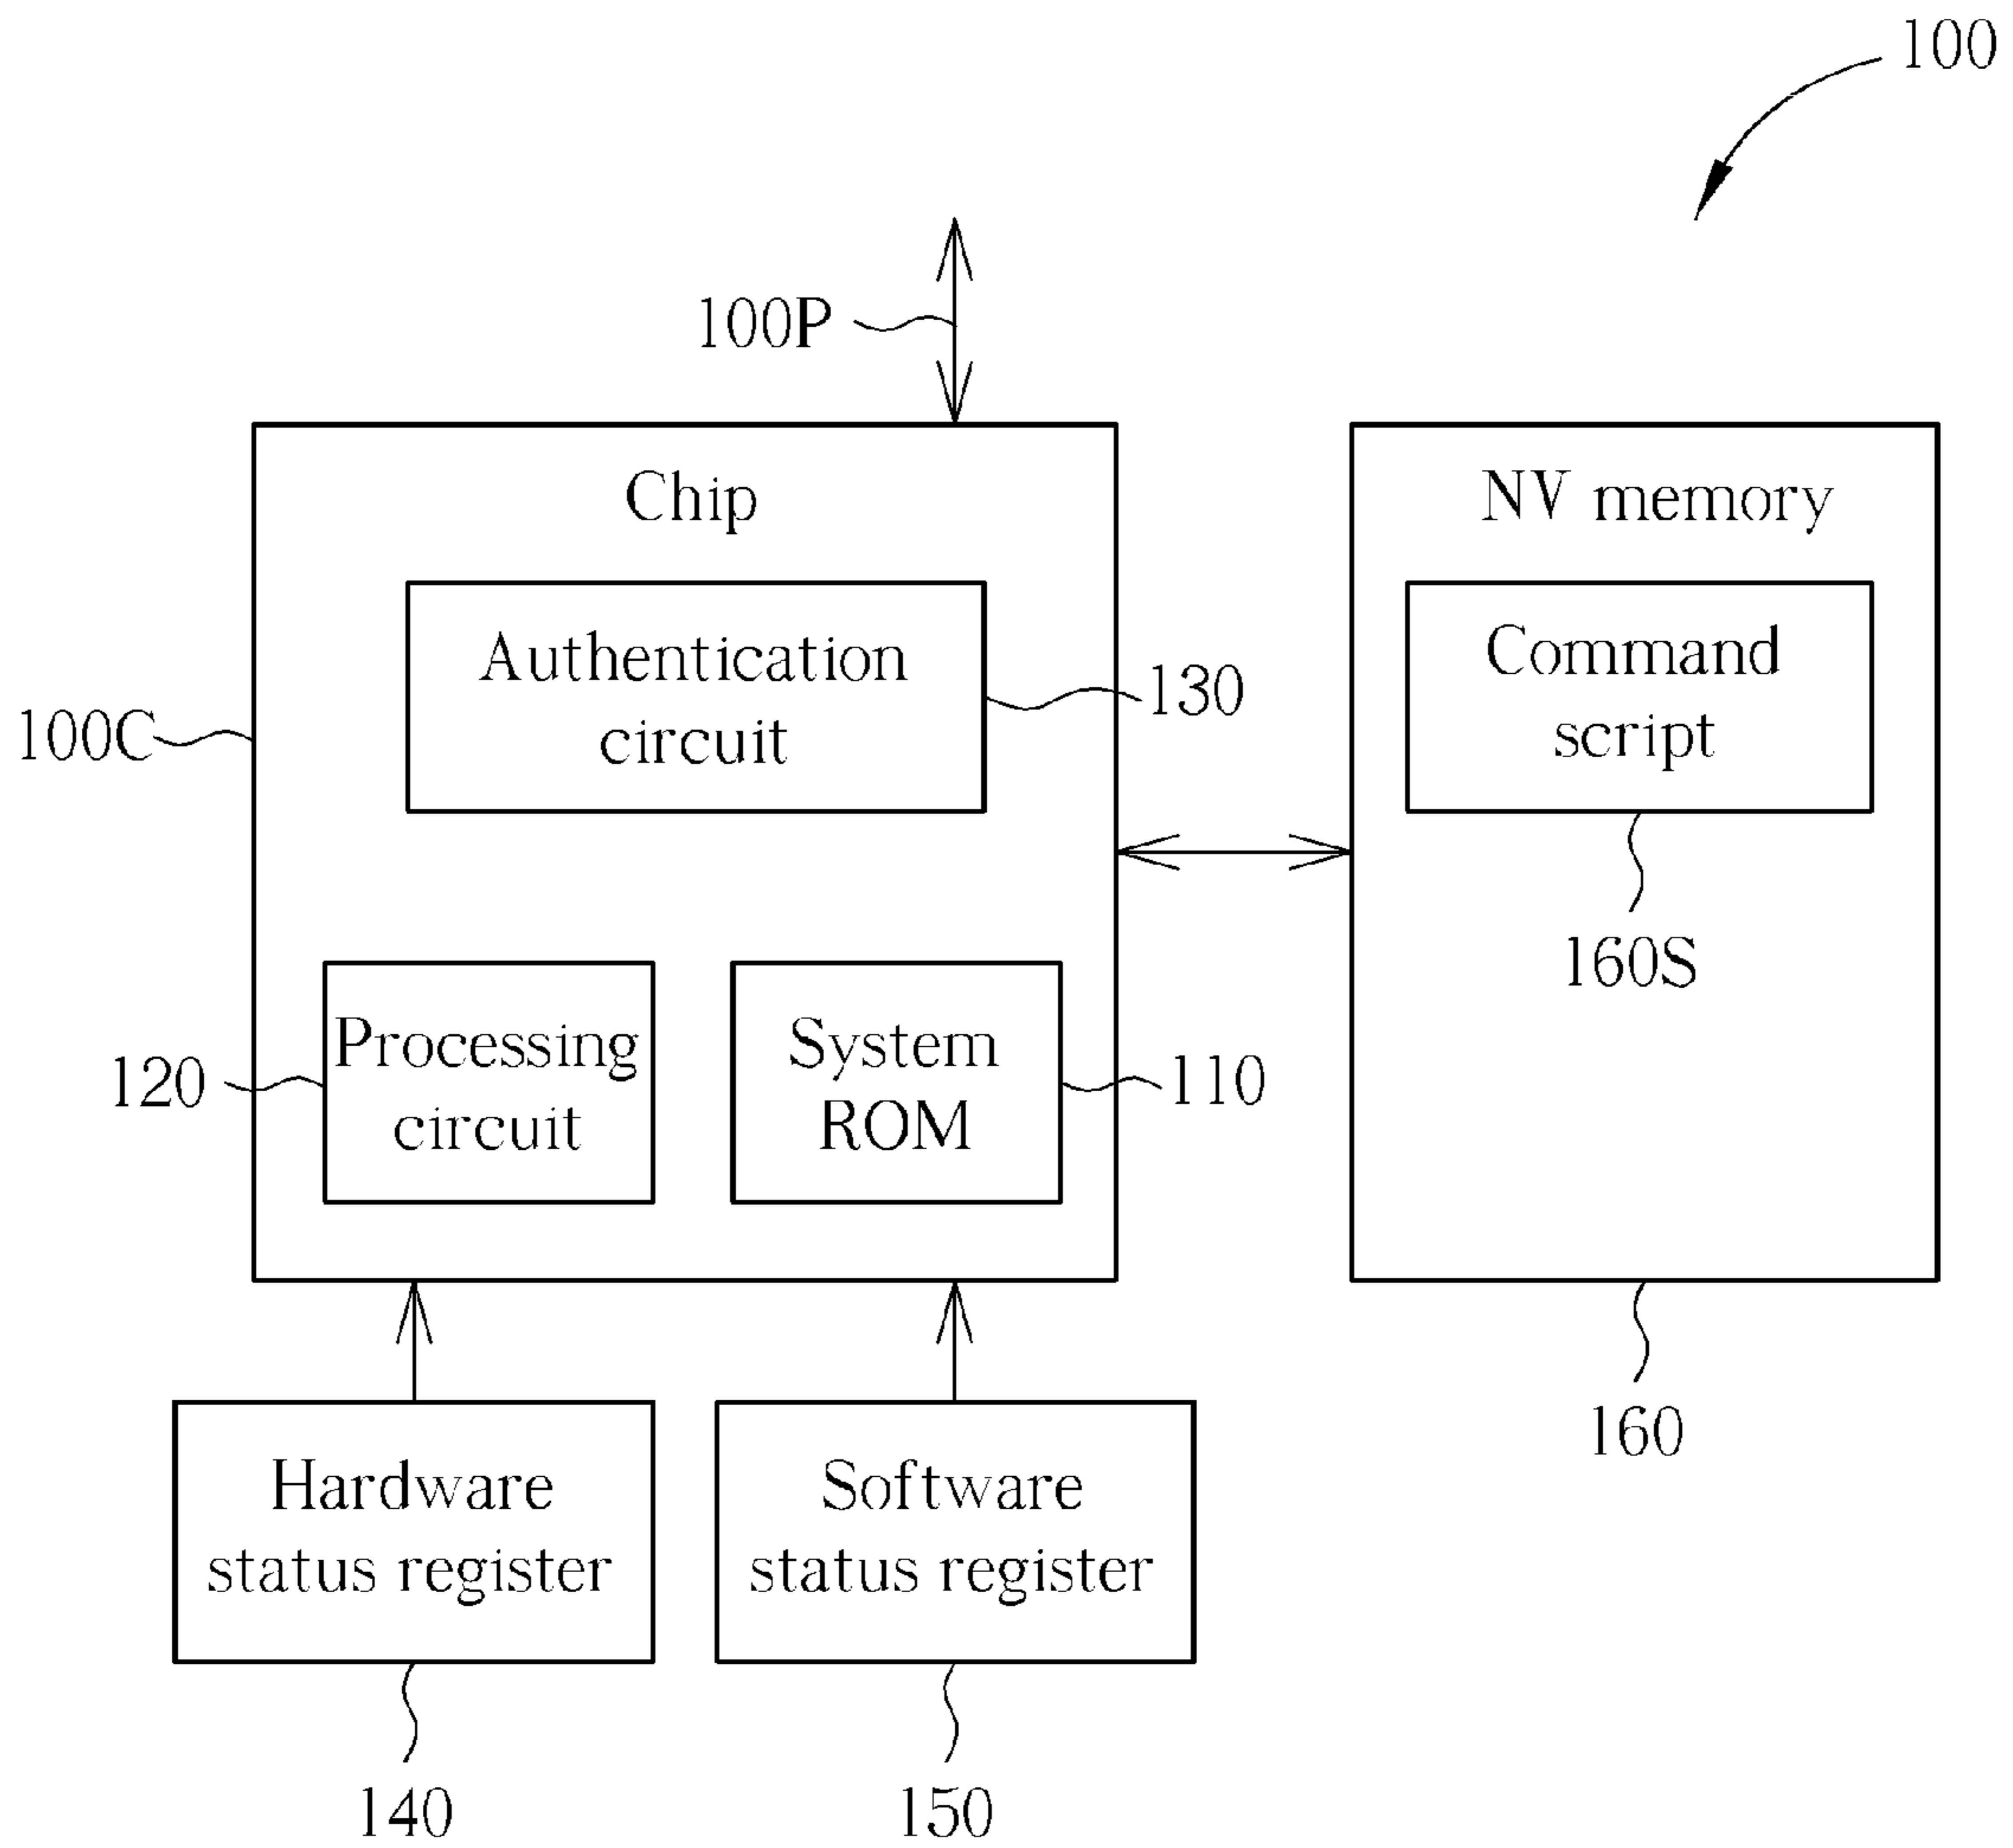 100
100P
Chip
NV memory
Authentication
circuit
130
100C
Command
script
160S
Processing
circuit
120
System
ROM
110
160
Hardware
status register
Software
status register
140
150